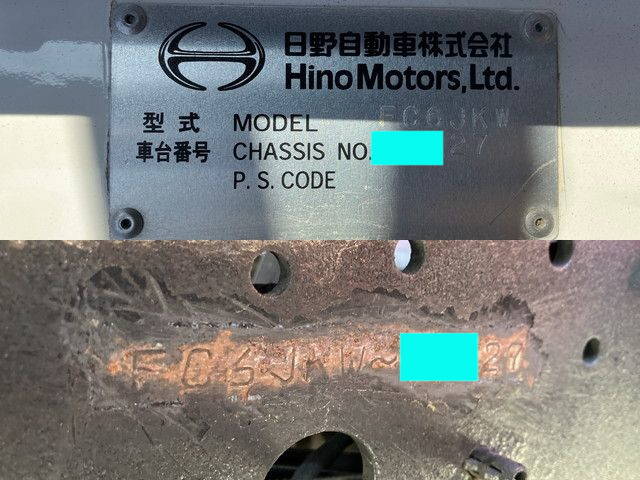 日野自動車株式会社
Hino Motors, Ltd.
型式 MODEL FC6JKW
車台番号 CHASSIS NO. 27
P.S.CODE
FC6JKW~ 27